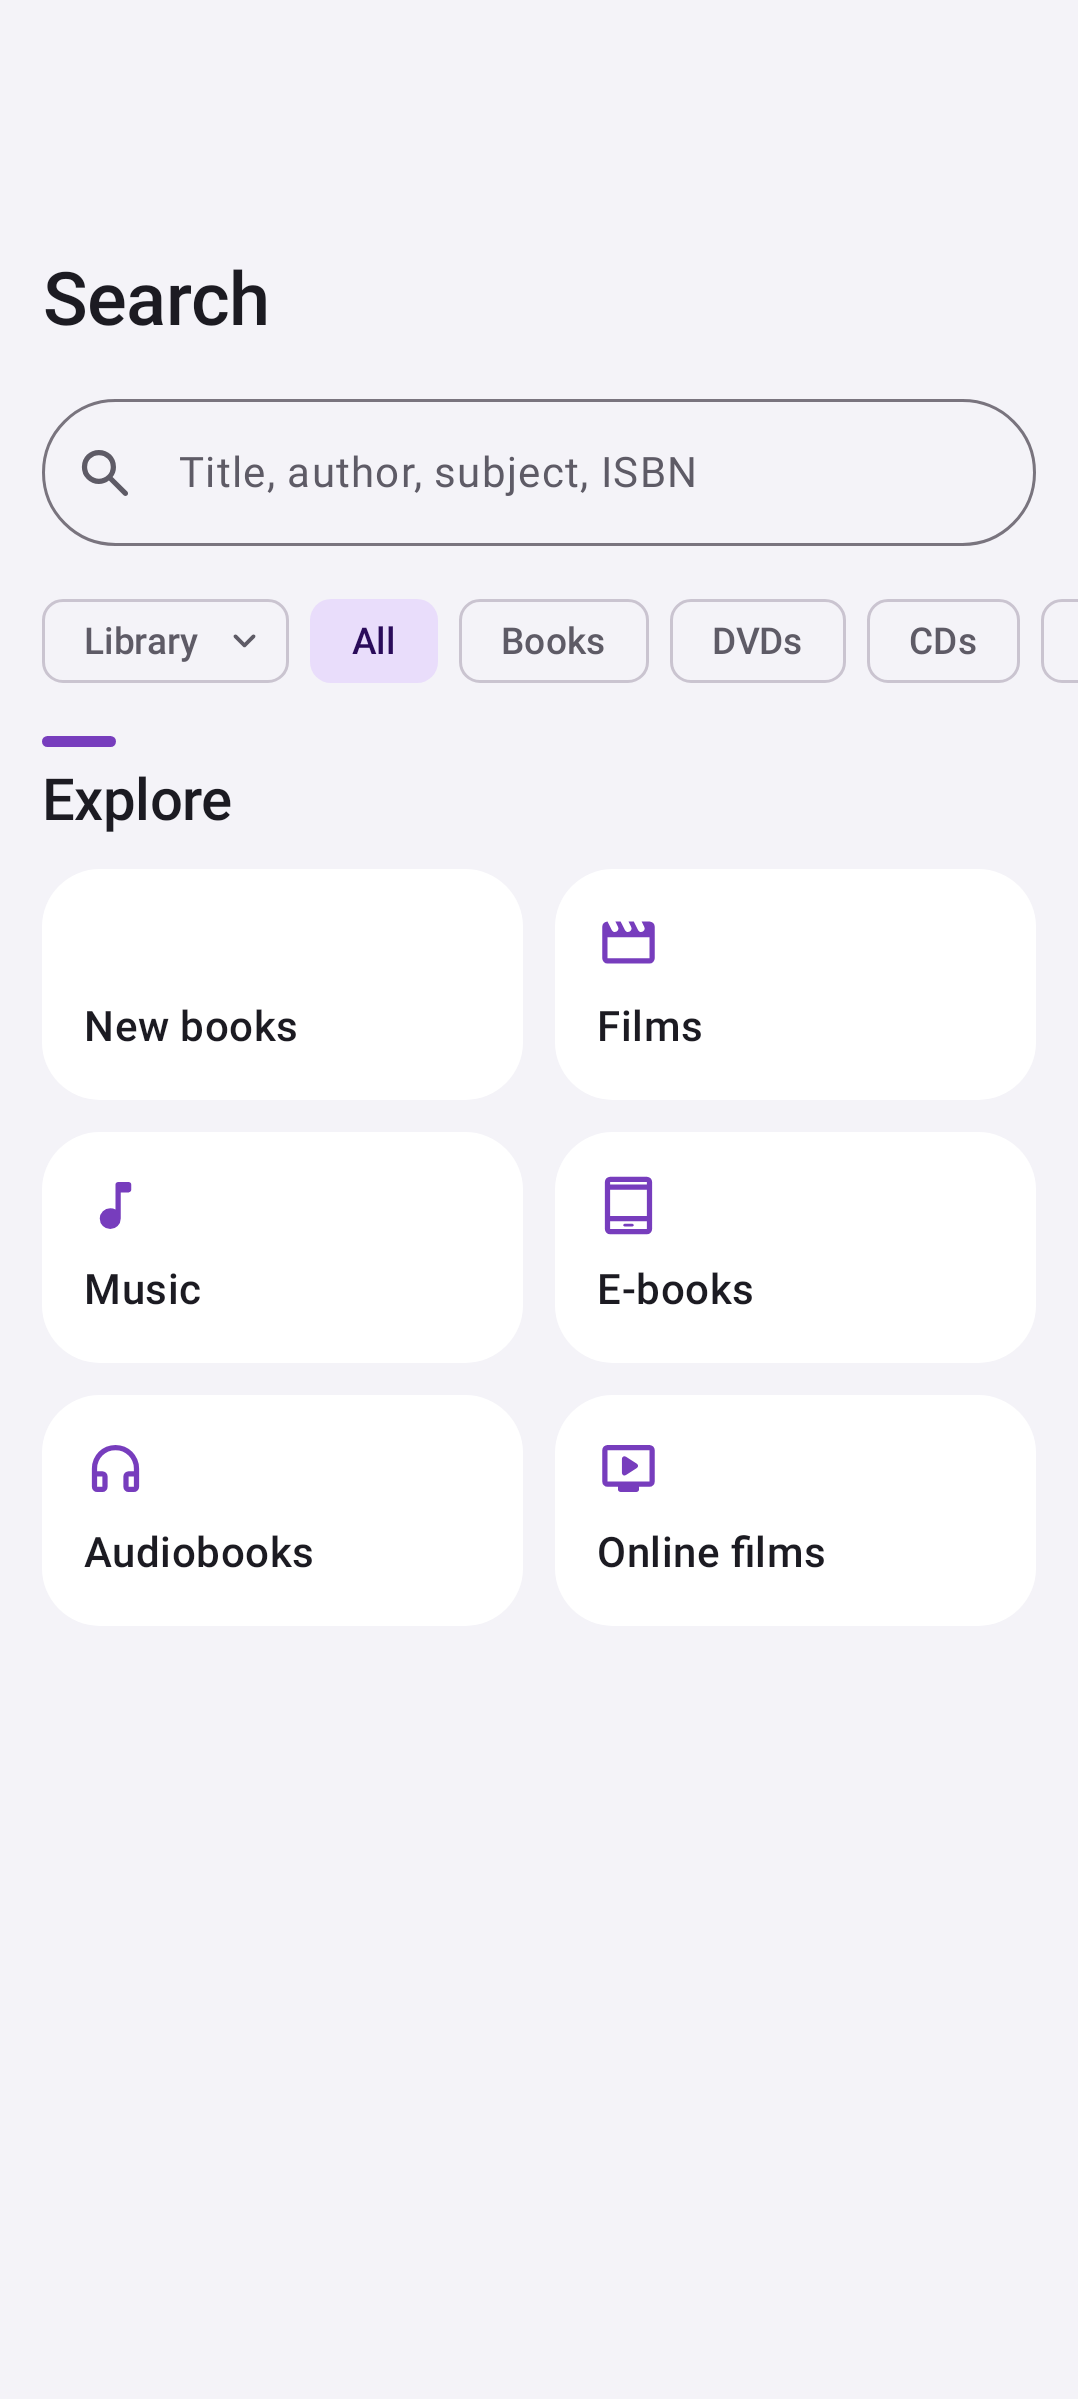 Search
Title, author, subject, ISBN
Library All Books DVDs CDs
Explore
New books Films
Music E-books
Audiobooks Online films